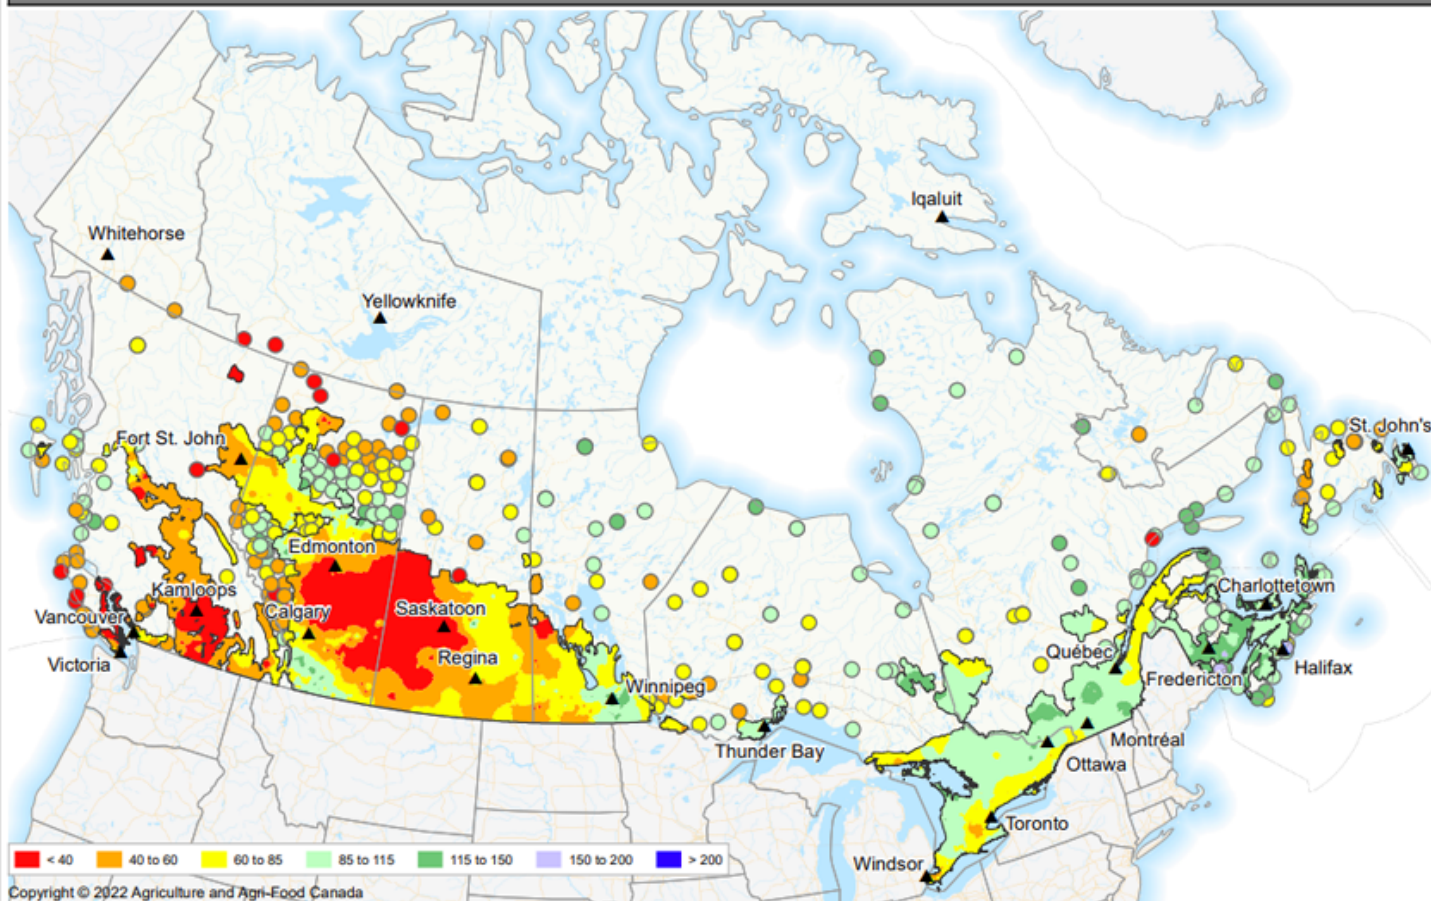 Iqaluit
Whitehorse
Yellowknife
St. John's
Fort St. John
Edmonton
Kamloops
Charlottetown
Calgary
Saskatoon
Vancouver
Québec
Regina
Victoria
Halifax
Fredericton
Winnipeg
Montréal
Thunder Bay
Ottawa
Toronto
Windsor
< 40 40 to 60 60 to 85 85 to 115 115 to 150 150 to 200 > 200
Copyright © 2022 Agriculture and Agri-Food Canada